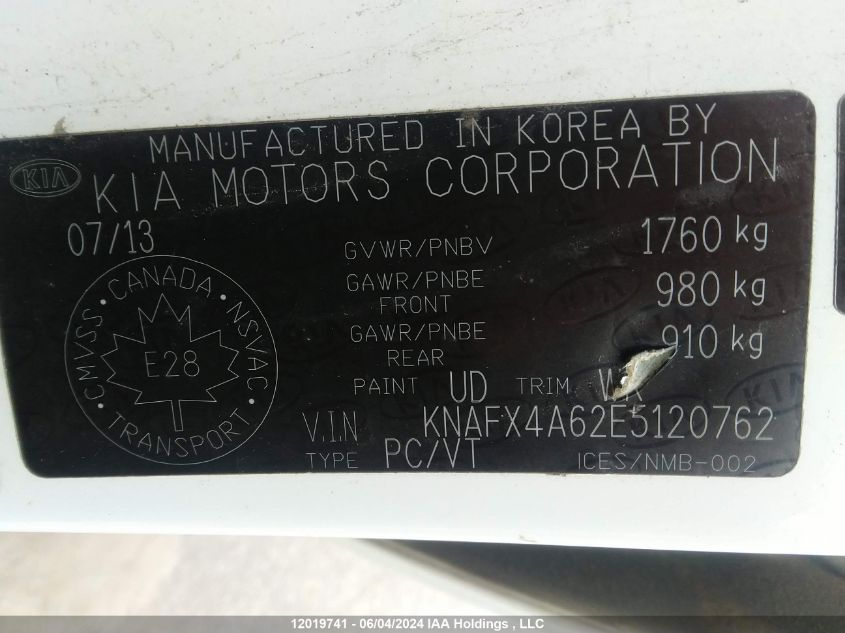 MANUFACTURED IN KOREA BY
KIA KIA MOTORS CORPORATION
07/13
GVWR/PNBV 1760 kg
GAWR/PNBE FRONT 980 kg
GAWR/PNBE REAR 910 kg
CANADA · NSVAC · TRANSPORT · CMVSS
E28
PAINT UD TRIM
V.I.N KNAFX4A62E5120762
TYPE PC/VT ICES/NMB-002
12019741 - 06/04/2024 IAA Holdings , LLC